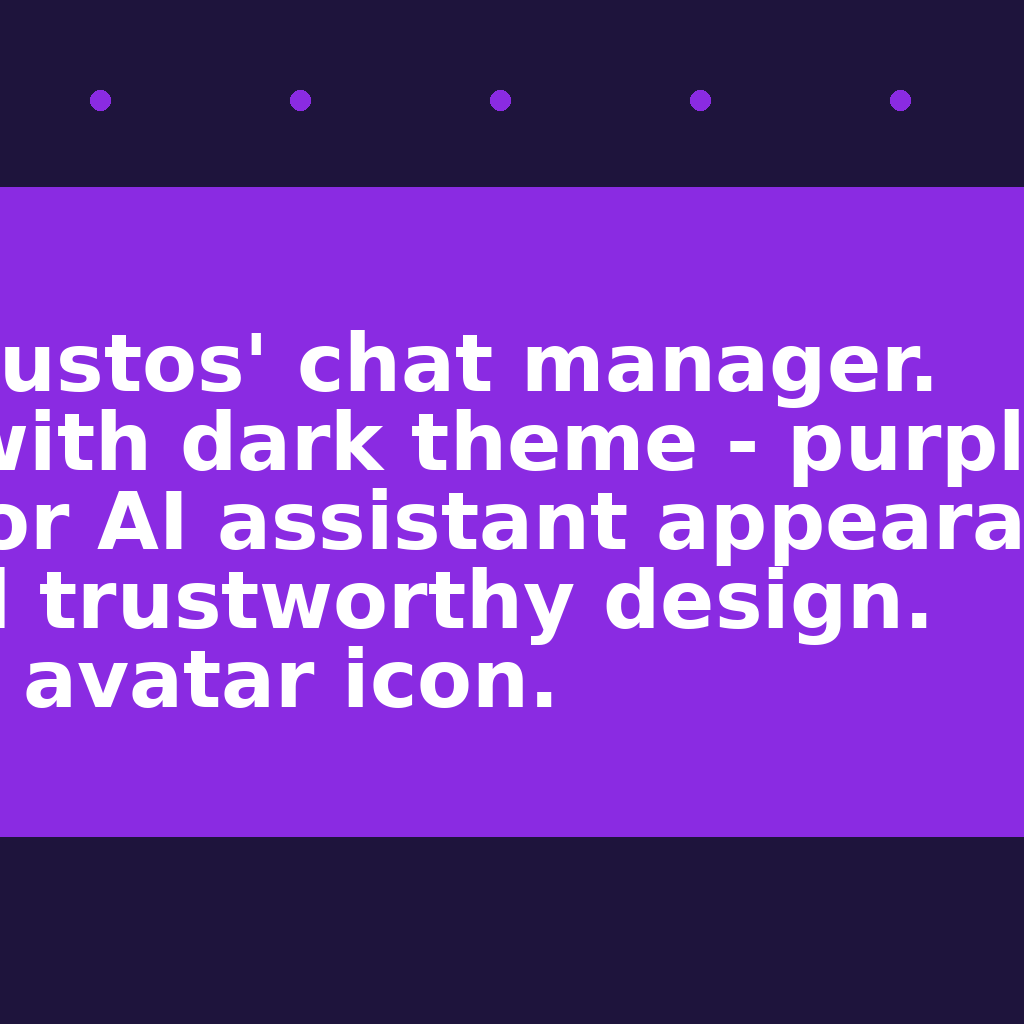 ustos' chat manager.
with dark theme - purpl
or AI assistant appeara
trustworthy design.
avatar icon.